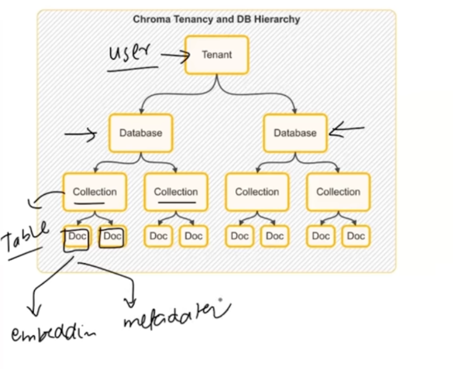 Chroma Tenancy and DB Hierarchy
user
Tenant
Database Database
Collection Collection Collection Collection
Table
Doc Doc Doc Doc Doc Doc Doc Doc
embeddin